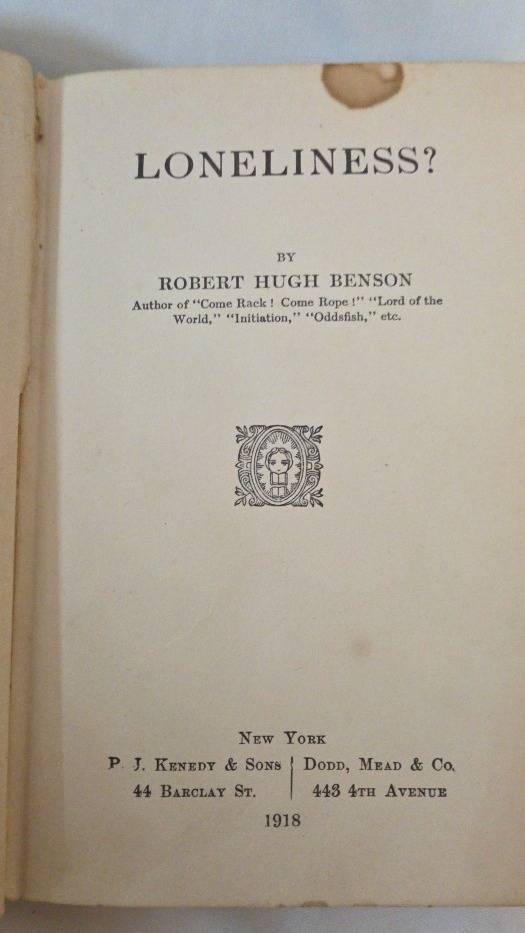 LONELINESS?
BY
ROBERT HUGH BENSON
Author of "Come Rack! Come Rope!" "Lord of the
World," "Initiation," "Oddsfish," etc.
NEW YORK
P. J. KENEDY & SONS | DODD, MEAD & CO.
44 BARCLAY ST. | 443 4TH AVENUE
1918